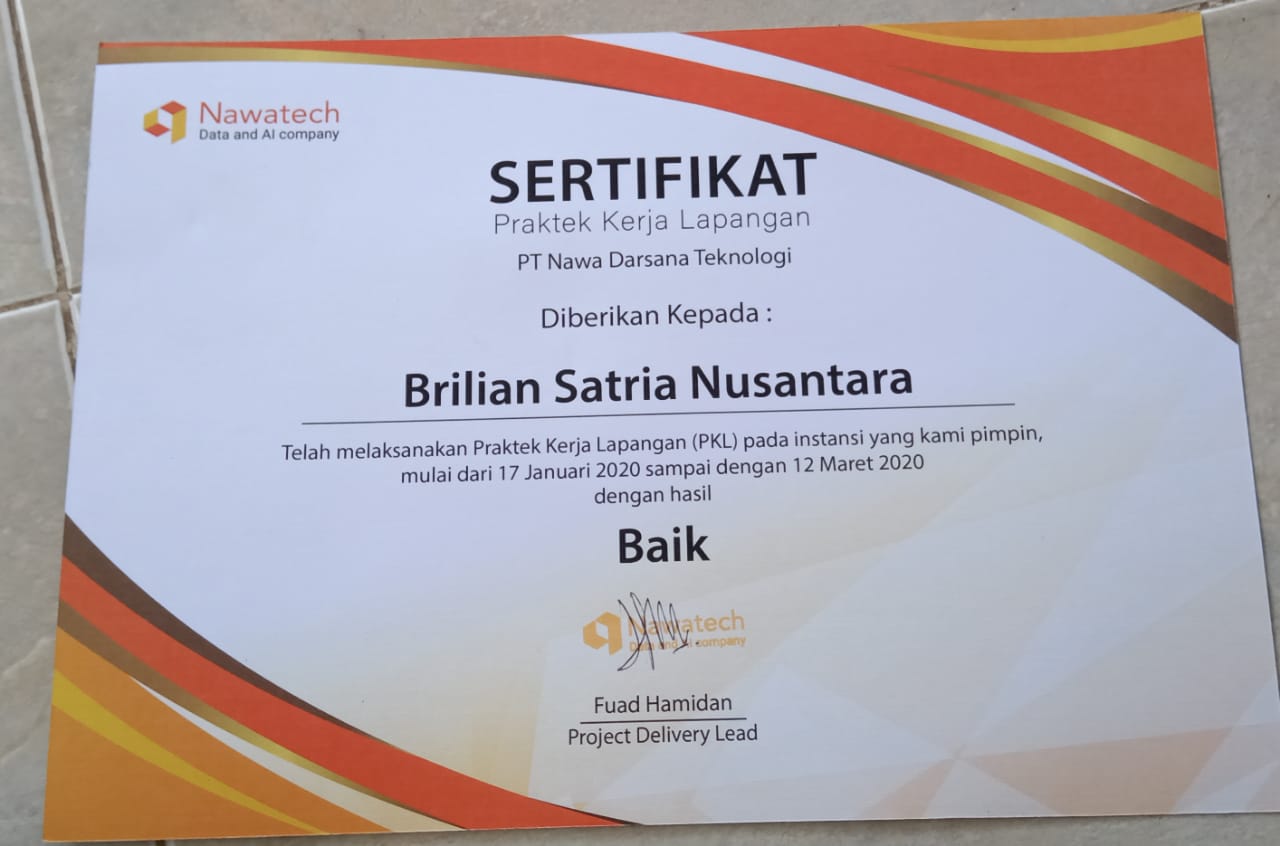 Nawatech
Data and AI company
SERTIFIKAT
Praktek Kerja Lapangan
PT Nawa Darsana Teknologi
Diberikan Kepada :
Brilian Satria Nusantara
Telah melaksanakan Praktek Kerja Lapangan (PKL) pada instansi yang kami pimpin,
mulai dari 17 Januari 2020 sampai dengan 12 Maret 2020
dengan hasil
Baik
Nawatech
Data and AI company
Fuad Hamidan
Project Delivery Lead